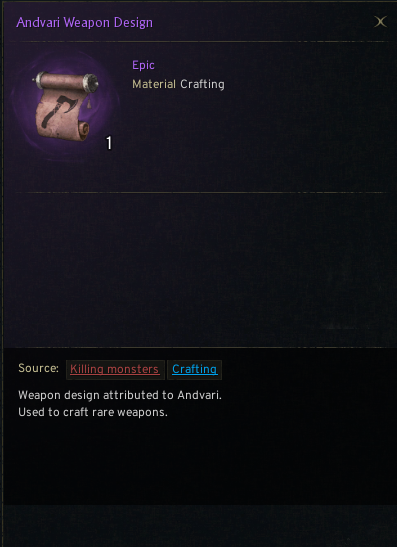 Andvari Weapon Design
Epic
Material Crafting
1
Source: Killing monsters Crafting
Weapon design attributed to Andvari.
Used to craft rare weapons.